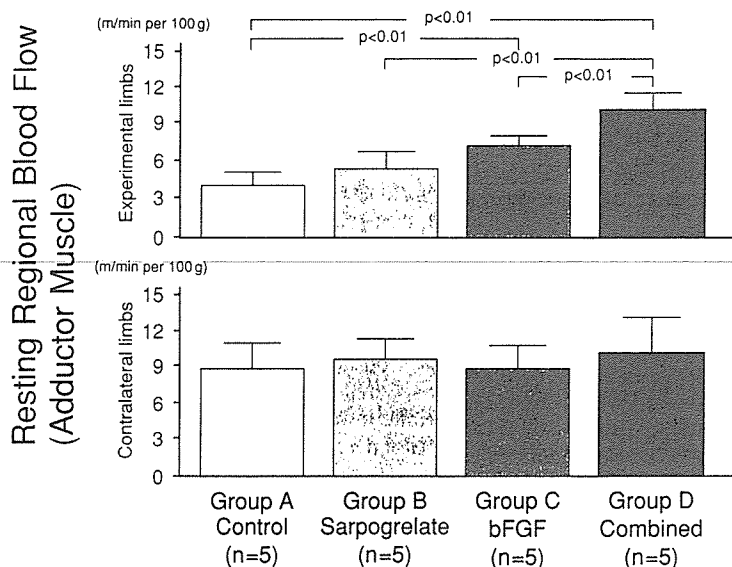 Resting Regional Blood Flow
(Adductor Muscle)
(m/min per 100 g)
Experimental limbs
15
12
9
6
3
0
p<0.01
p<0.01
p<0.01
p<0.01
(m/min per 100 g)
Contralateral limbs
15
12
9
6
3
0
Group A
Control
(n=5)
Group B
Sarpogrelate
(n=5)
Group C
bFGF
(n=5)
Group D
Combined
(n=5)